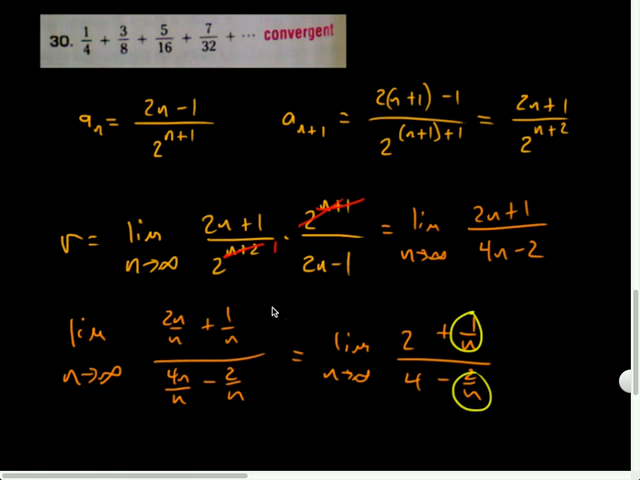 30. 1/4 + 3/8 + 5/16 + 7/32 + ··· convergent
a_n = (2n - 1)/(2^(n+1))    a_(n+1) = (2(n+1) - 1)/(2^((n+1)+1)) = (2n+1)/(2^(n+2))
r = lim n→∞ (2n+1)/(2^(n+2)) 1 · (2^(n+1))/(2n-1) = lim n→∞ (2n+1)/(4n-2)
lim n→∞ (2n/n + 1/n)/(4n/n - 2/n) = lim n→∞ (2 + 1/n)/(4 - 2/n)